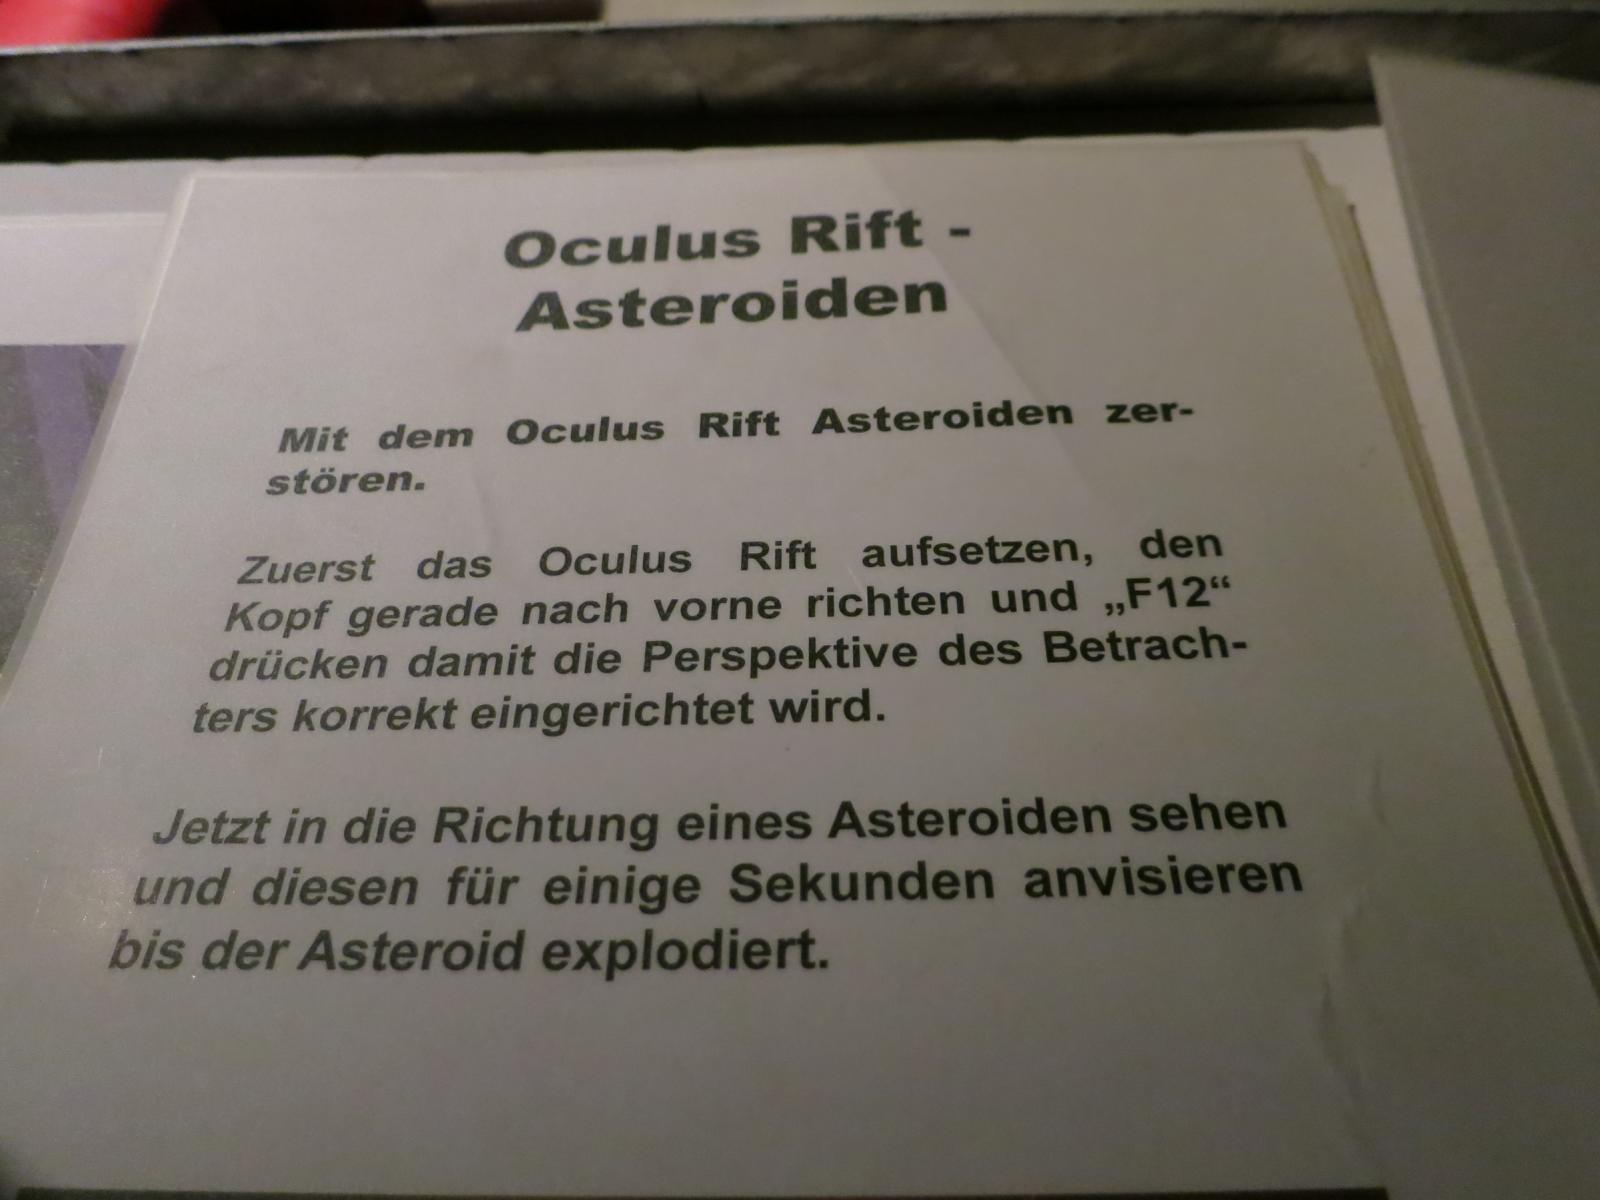 Oculus Rift -
Asteroiden
Mit dem Oculus Rift Asteroiden zer-
stören.
Zuerst das Oculus Rift aufsetzen, den
Kopf gerade nach vorne richten und „F12“
drücken damit die Perspektive des Betrach-
ters korrekt eingerichtet wird.
Jetzt in die Richtung eines Asteroiden sehen
und diesen für einige Sekunden anvisieren
bis der Asteroid explodiert.